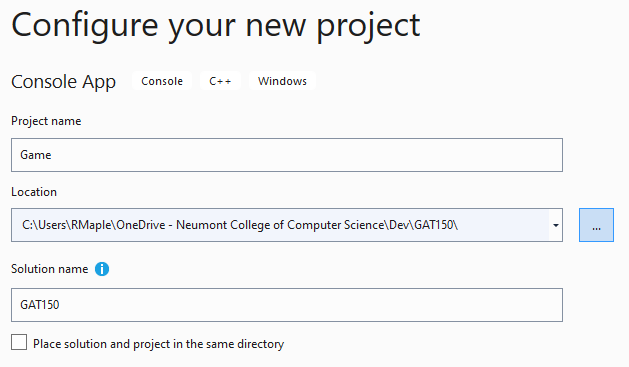 Configure your new project
Console App Console C++ Windows
Project name
Game
Location
C:\Users\RMaple\OneDrive - Neumont College of Computer Science\Dev\GAT150\ ...
Solution name i
GAT150
Place solution and project in the same directory